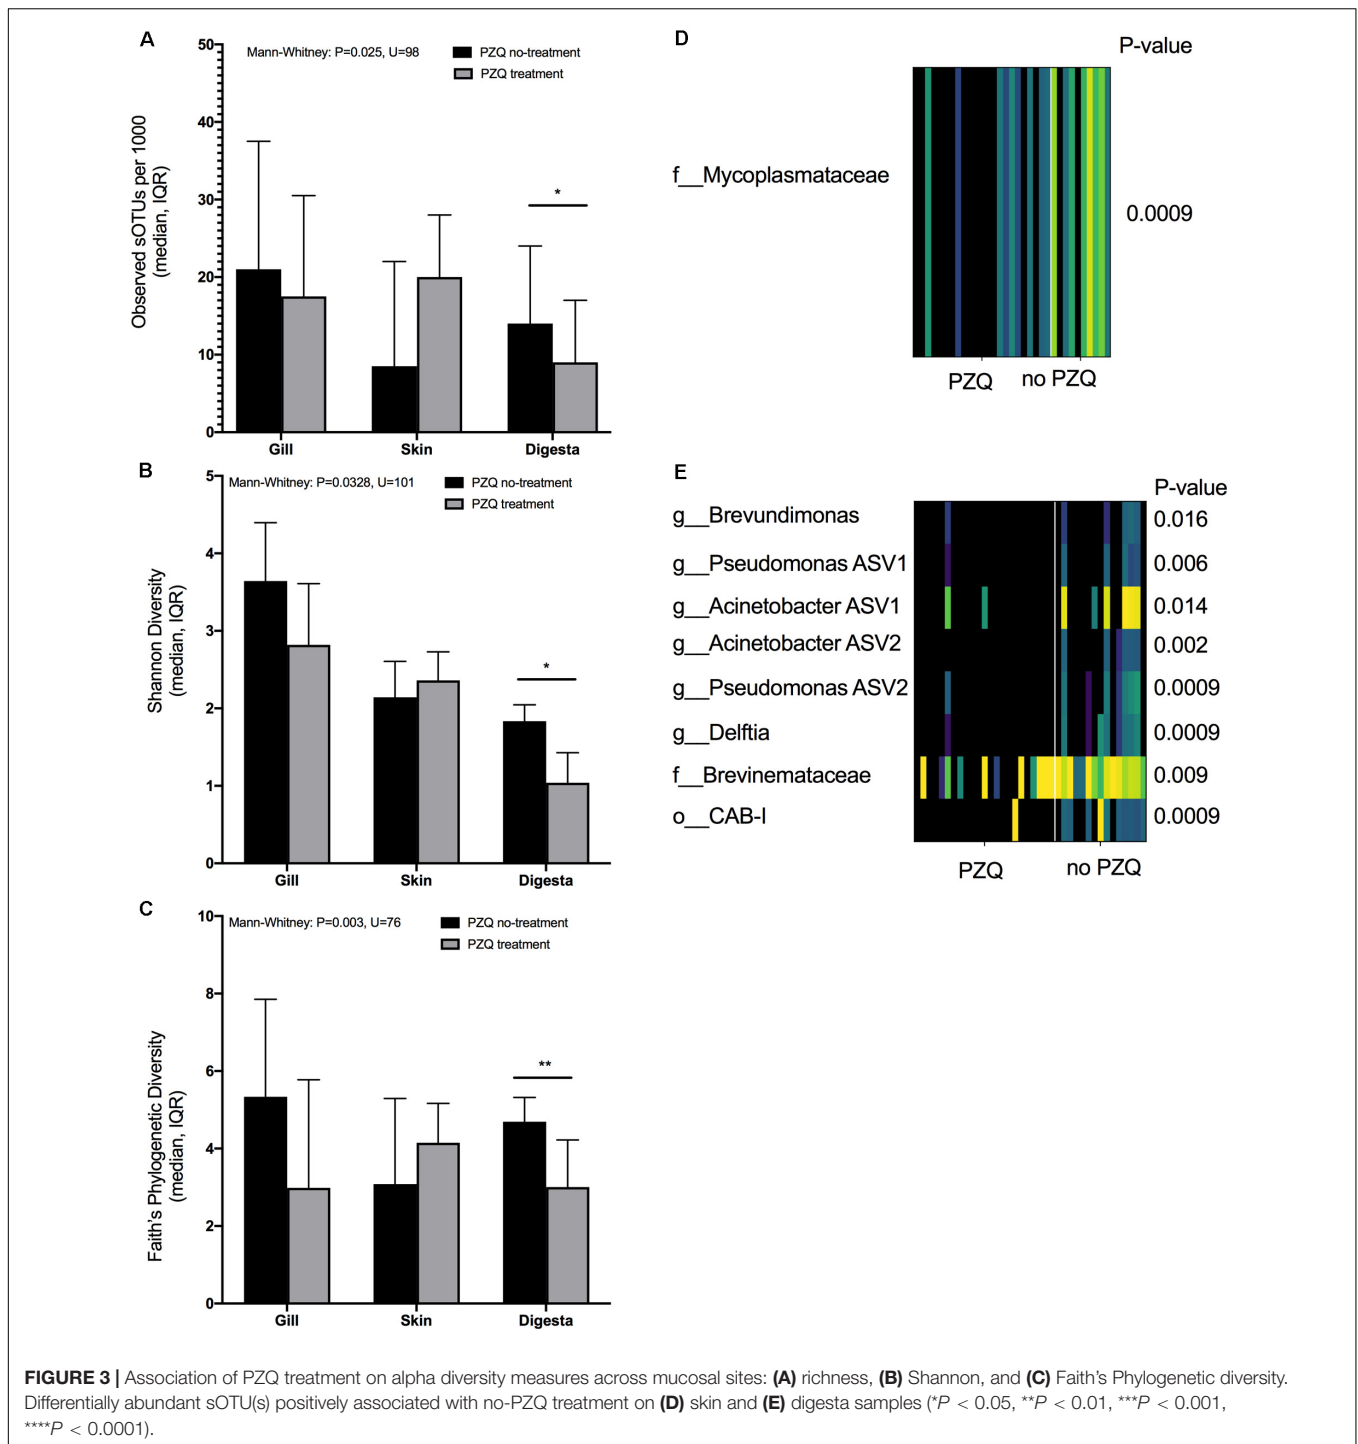 A
Mann-Whitney: P=0.025, U=98
PZQ no-treatment
PZQ treatment
Observed sOTUs per 1000
(median, IQR)
50
40
30
20
10
0
*
Gill
Skin
Digesta
B
Mann-Whitney: P=0.0328, U=101
PZQ no-treatment
PZQ treatment
Shannon Diversity
(median, IQR)
5
4
3
2
1
0
*
Gill
Skin
Digesta
C
Mann-Whitney: P=0.003, U=76
PZQ no-treatment
PZQ treatment
Faith's Phylogenetic Diversity
(median, IQR)
10
8
6
4
2
0
**
Gill
Skin
Digesta
D
P-value
f__Mycoplasmataceae
0.0009
PZQ
no PZQ
E
P-value
g__Brevundimonas
0.016
g__Pseudomonas ASV1
0.006
g__Acinetobacter ASV1
0.014
g__Acinetobacter ASV2
0.002
g__Pseudomonas ASV2
0.0009
g__Delftia
0.0009
f__Brevinemataceae
0.009
o__CAB-I
0.0009
PZQ
no PZQ
FIGURE 3 | Association of PZQ treatment on alpha diversity measures across mucosal sites: (A) richness, (B) Shannon, and (C) Faith's Phylogenetic diversity.
Differentially abundant sOTU(s) positively associated with no-PZQ treatment on (D) skin and (E) digesta samples (*P < 0.05, **P < 0.01, ***P < 0.001,
****P < 0.0001).